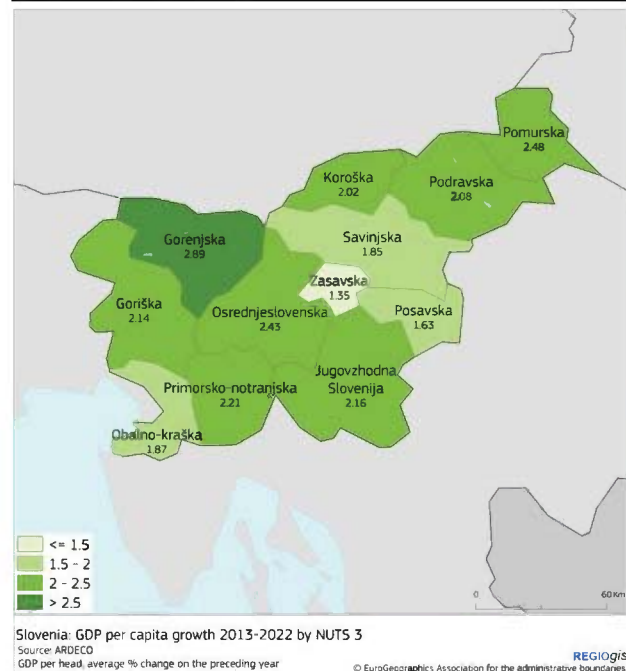 Pomurska
2.48
Koroška
2.02
Podravska
2.08
Gorenjska
2.89
Savinjska
1.85
Zasavska
1.35
Goriška
2.14
Osrednjeslovenska
2.43
Posavska
1.63
Jugovzhodna
Slovenija
2.16
Primorsko-notranjska
2.21
Obalno-kraška
1.87
<= 1.5
1.5 - 2
2 - 2.5
> 2.5
0 60 Km
Slovenia: GDP per capita growth 2013-2022 by NUTS 3
Source: ARDECO
GDP per head, average % change on the preceding year
REGIOgis
© EuroGeographics Association for the administrative boundaries